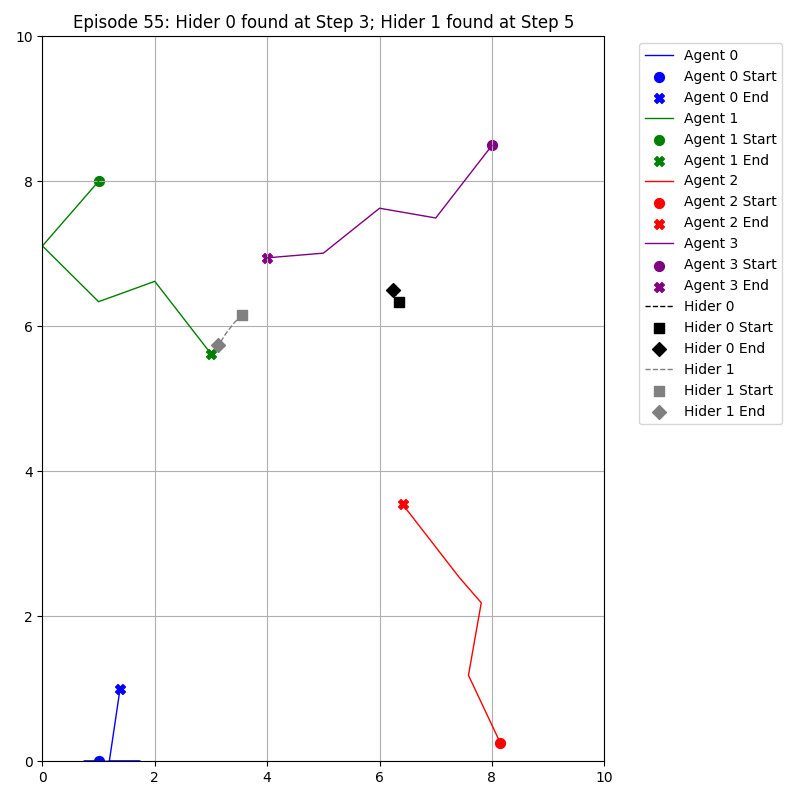 Episode 55: Hider 0 found at Step 3; Hider 1 found at Step 5
10
8
6
4
2
0
0 2 4 6 8 10
Agent 0
Agent 0 Start
Agent 0 End
Agent 1
Agent 1 Start
Agent 1 End
Agent 2
Agent 2 Start
Agent 2 End
Agent 3
Agent 3 Start
Agent 3 End
Hider 0
Hider 0 Start
Hider 0 End
Hider 1
Hider 1 Start
Hider 1 End